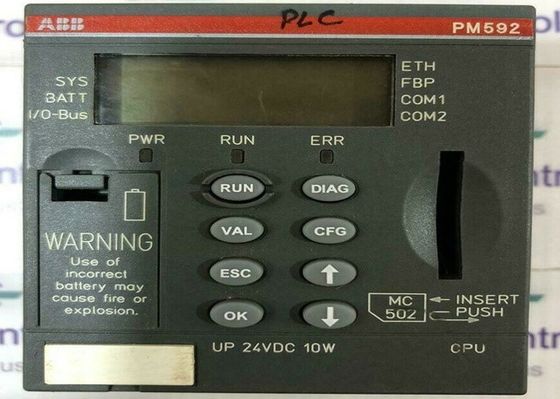 PLC
ABB
PM592
SYS
BATT
I/O-Bus
ETH
FBP
COM1
COM2
PWR
RUN
ERR
RUN
DIAG
VAL
CFG
ESC
OK
WARNING
Use of
incorrect
battery may
cause fire or
explosion.
MC
502
INSERT
PUSH
UP 24VDC 10W
CPU